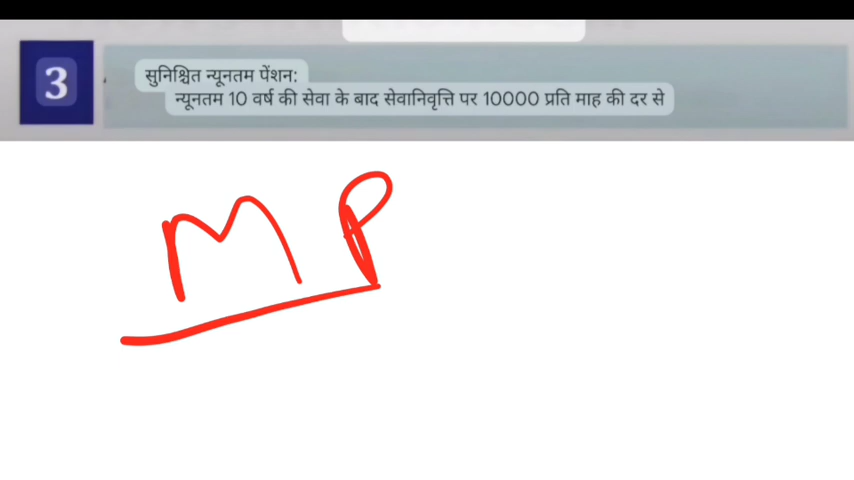 3
सुनिश्चित न्यूनतम पेंशन:
न्यूनतम 10 वर्ष की सेवा के बाद सेवानिवृत्ति पर 10000 प्रति माह की दर से
MP